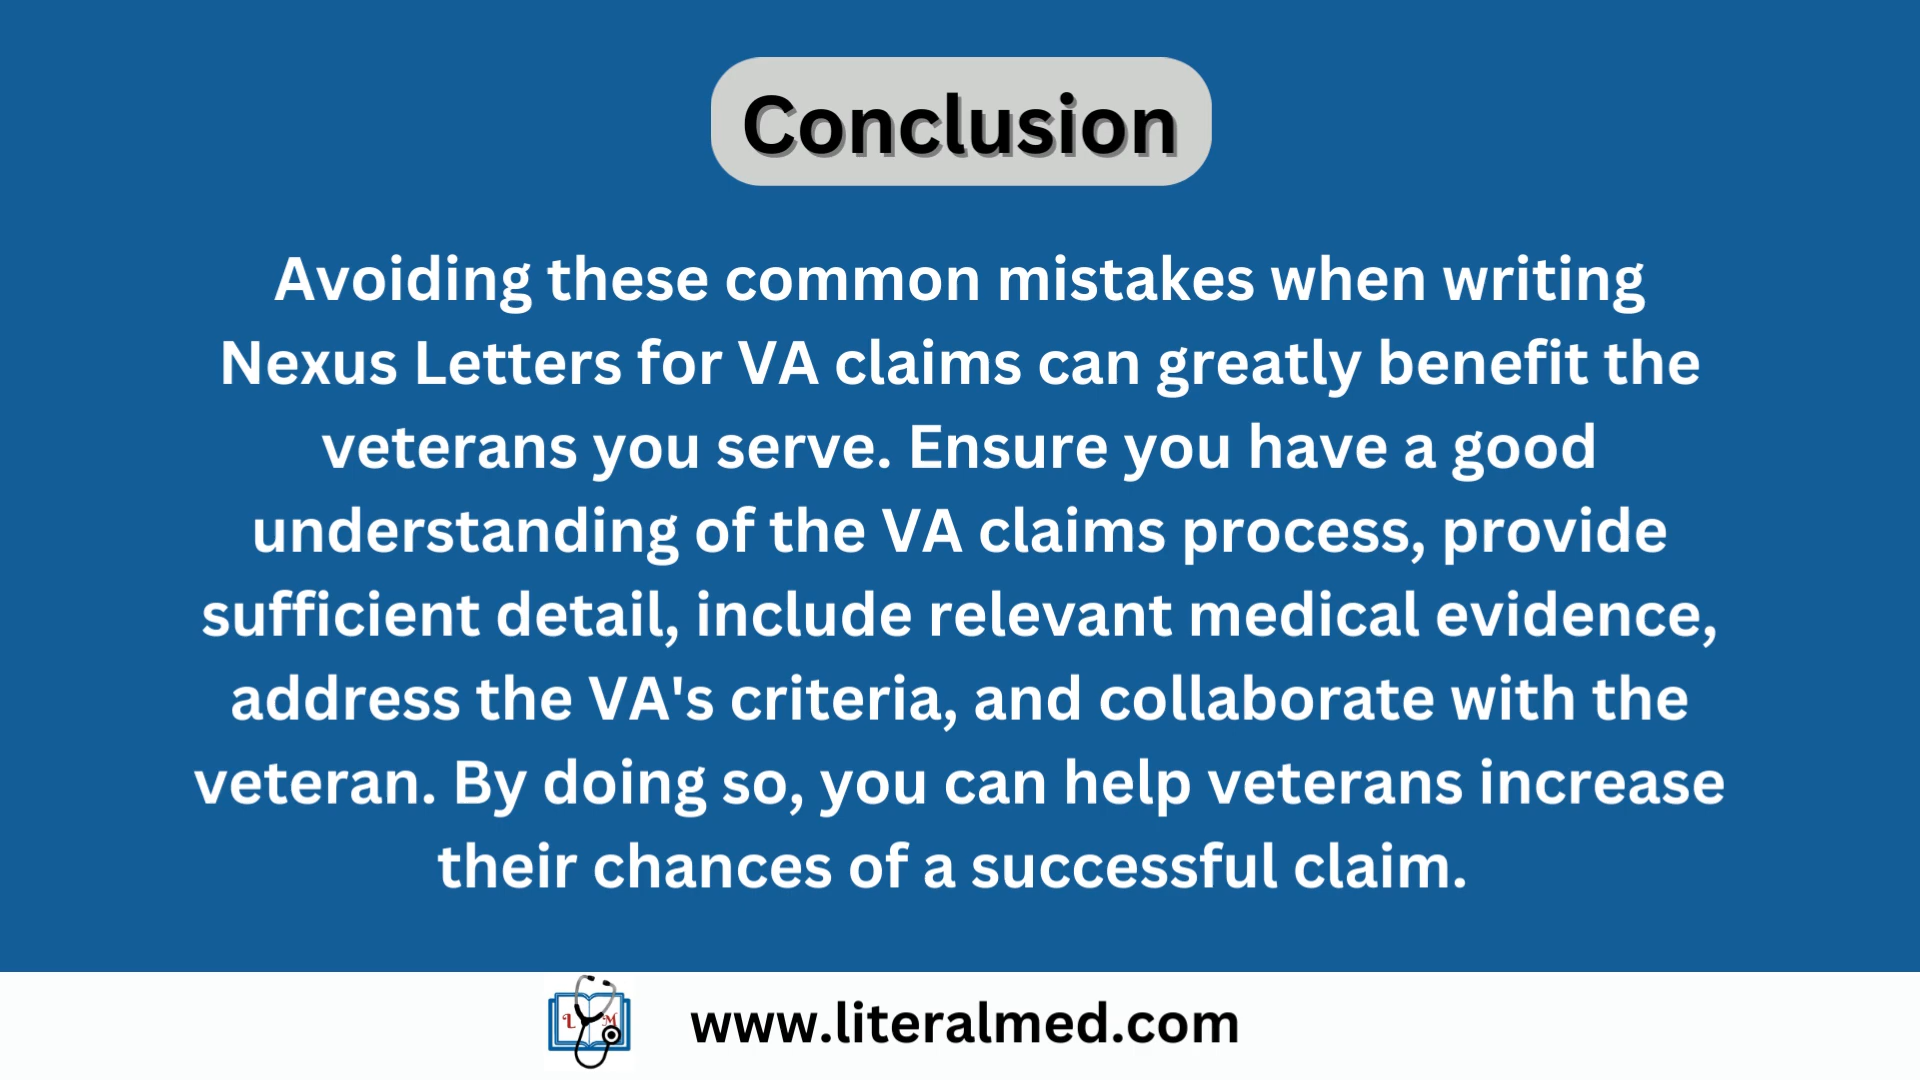 Conclusion
Avoiding these common mistakes when writing
Nexus Letters for VA claims can greatly benefit the
veterans you serve. Ensure you have a good
understanding of the VA claims process, provide
sufficient detail, include relevant medical evidence,
address the VA's criteria, and collaborate with the
veteran. By doing so, you can help veterans increase
their chances of a successful claim.
L M
www.literalmed.com